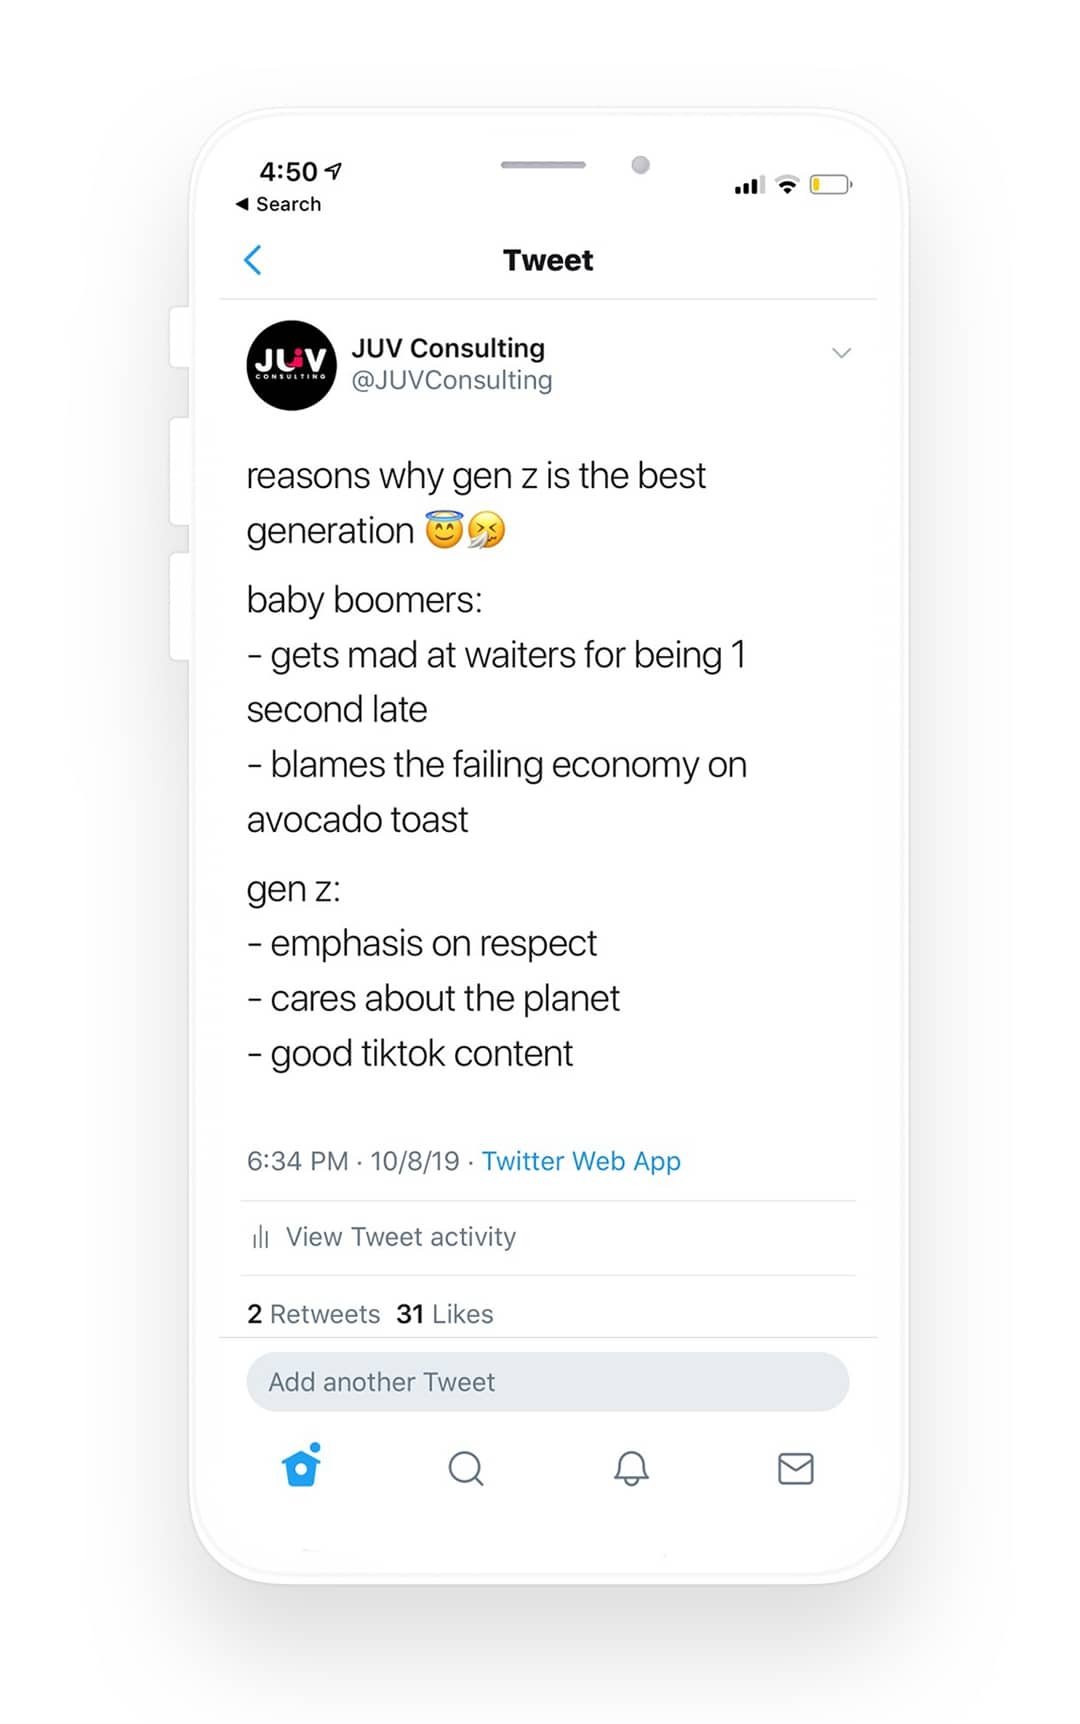 4:50
◀ Search
Tweet
JUV
CONSULTING
JUV Consulting
@JUVConsulting
reasons why gen z is the best
generation 😇🤧
baby boomers:
- gets mad at waiters for being 1
second late
- blames the failing economy on
avocado toast
gen z:
- emphasis on respect
- cares about the planet
- good tiktok content
6:34 PM · 10/8/19 · Twitter Web App
View Tweet activity
2 Retweets 31 Likes
Add another Tweet